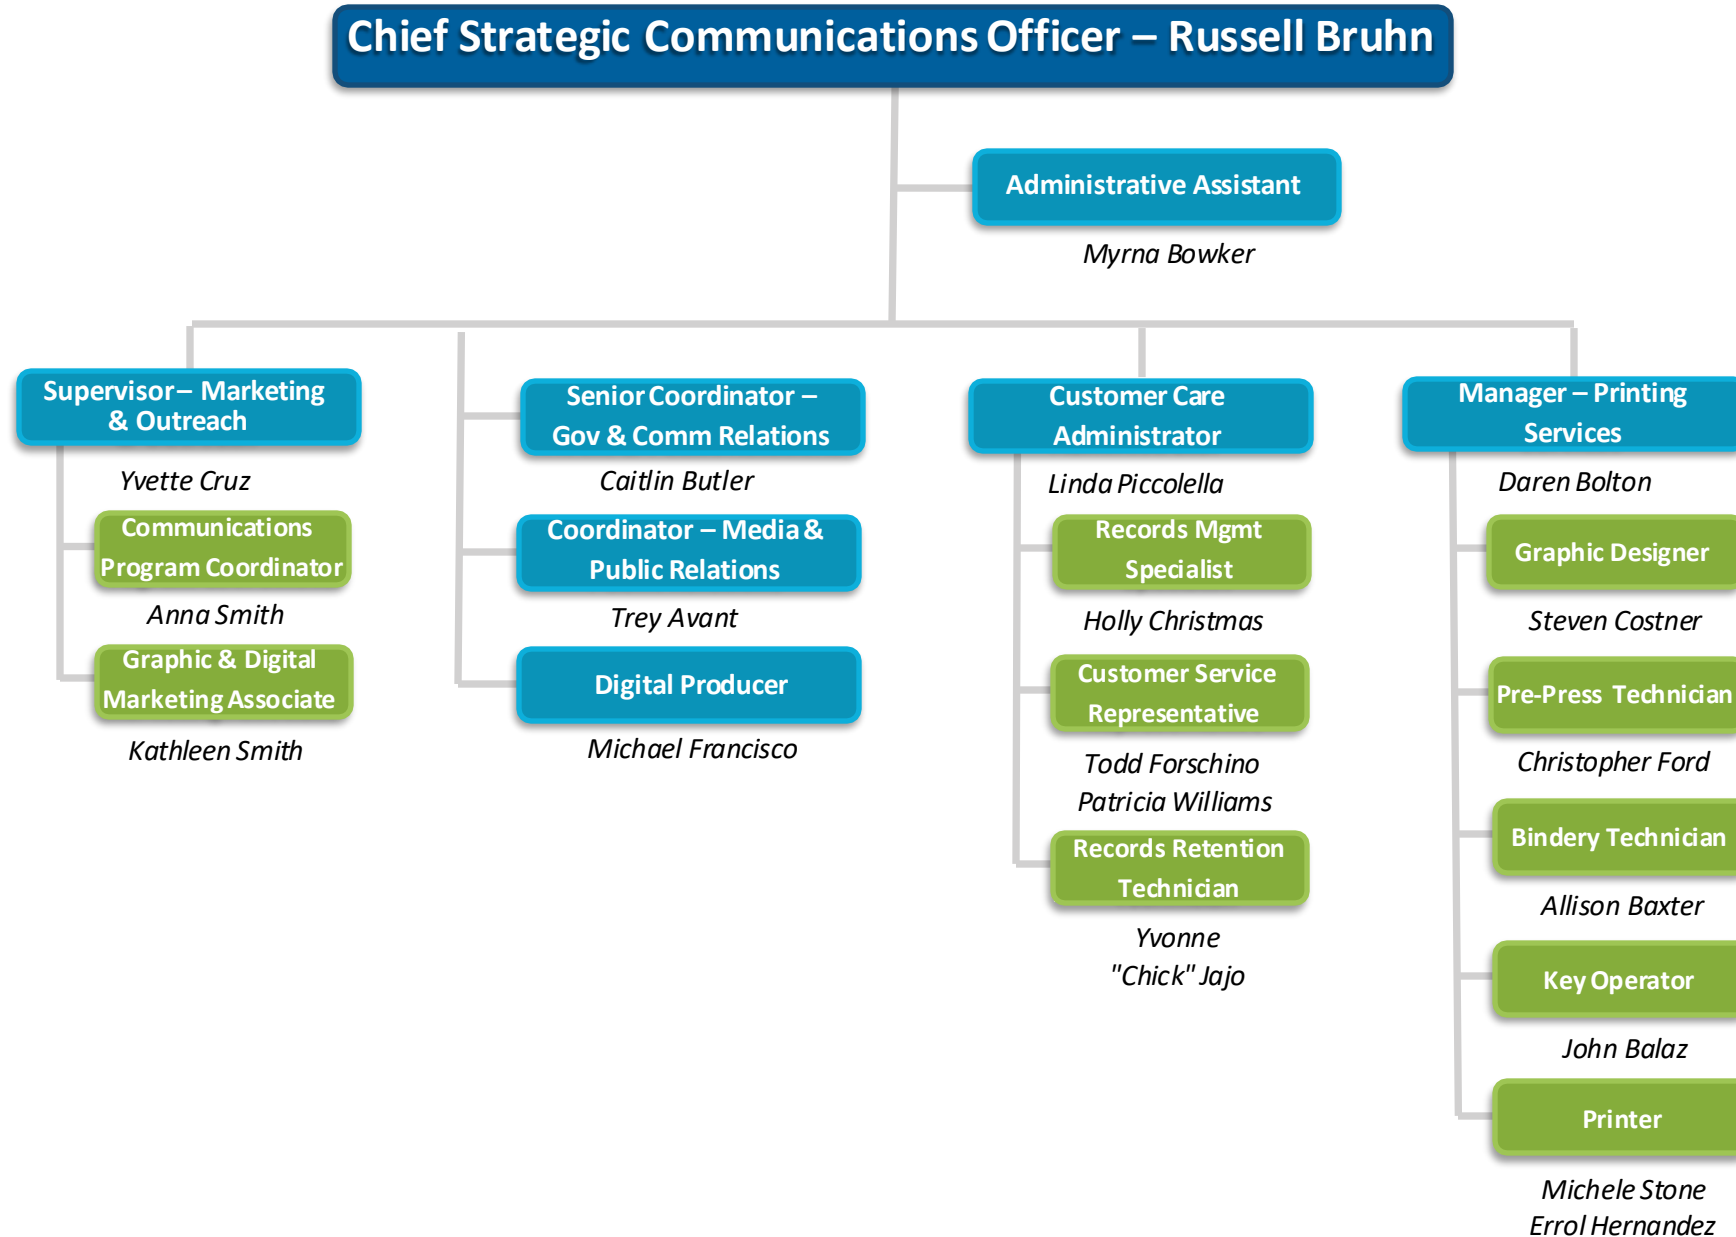 Chief Strategic Communications Officer – Russell Bruhn
Administrative Assistant
Myrna Bowker
Supervisor – Marketing
& Outreach
Yvette Cruz
Communications
Program Coordinator
Anna Smith
Graphic & Digital
Marketing Associate
Kathleen Smith
Senior Coordinator –
Gov & Comm Relations
Caitlin Butler
Coordinator – Media &
Public Relations
Trey Avant
Digital Producer
Michael Francisco
Customer Care
Administrator
Linda Piccolella
Records Mgmt
Specialist
Holly Christmas
Customer Service
Representative
Todd Forschino
Patricia Williams
Records Retention
Technician
Yvonne
"Chick" Jajo
Manager – Printing
Services
Daren Bolton
Graphic Designer
Steven Costner
Pre-Press Technician
Christopher Ford
Bindery Technician
Allison Baxter
Key Operator
John Balaz
Printer
Michele Stone
Errol Hernandez